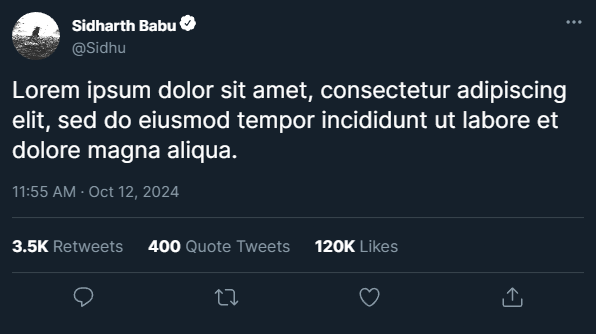 Sidharth Babu
@Sidhu
Lorem ipsum dolor sit amet, consectetur adipiscing
elit, sed do eiusmod tempor incididunt ut labore et
dolore magna aliqua.
11:55 AM · Oct 12, 2024
3.5K Retweets 400 Quote Tweets 120K Likes